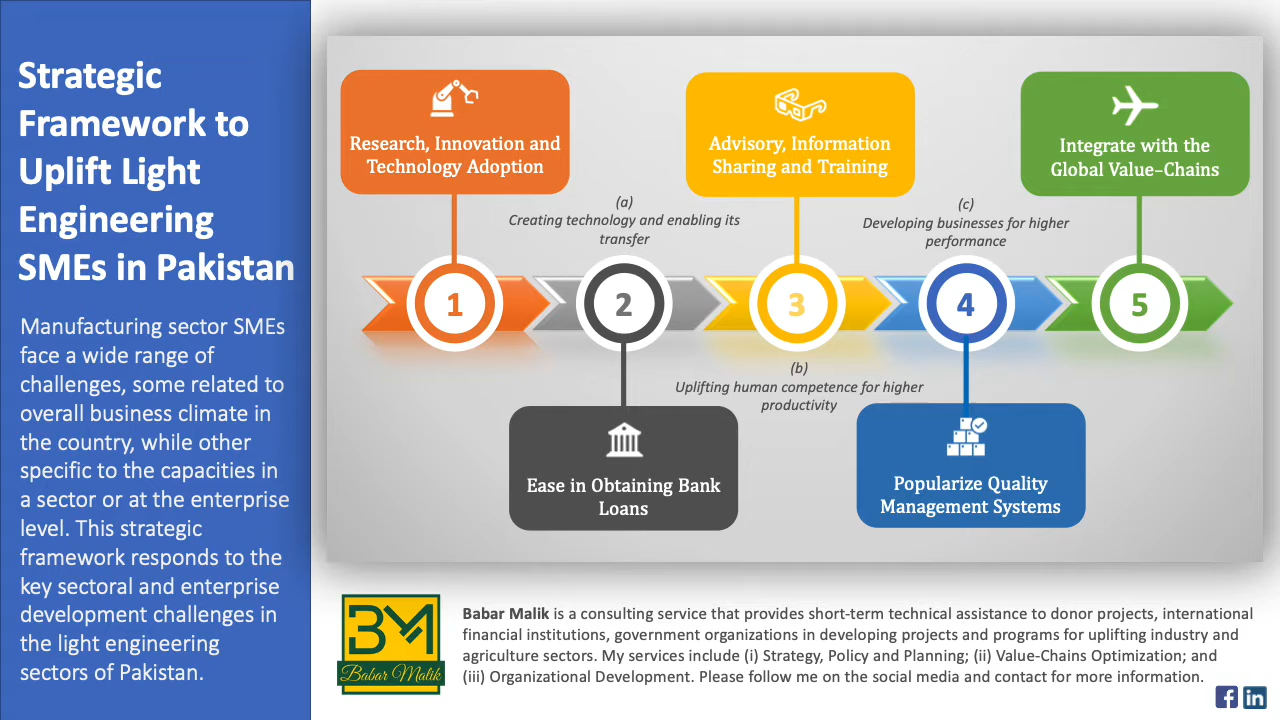 Strategic
Framework to
Uplift Light
Engineering
SMEs in Pakistan
Manufacturing sector SMEs
face a wide range of
challenges, some related to
overall business climate in
the country, while other
specific to the capacities in
a sector or at the enterprise
level. This strategic
framework responds to the
key sectoral and enterprise
development challenges in
the light engineering
sectors of Pakistan.
Research, Innovation and
Technology Adoption
Advisory, Information
Sharing and Training
Integrate with the
Global Value–Chains
(a)
Creating technology and enabling its
transfer
(c)
Developing businesses for higher
performance
1
2
3
4
5
(b)
Uplifting human competence for higher
productivity
Ease in Obtaining Bank
Loans
Popularize Quality
Management Systems
BM
Babar Malik
Babar Malik is a consulting service that provides short-term technical assistance to donor projects, international
financial institutions, government organizations in developing projects and programs for uplifting industry and
agriculture sectors. My services include (i) Strategy, Policy and Planning; (ii) Value-Chains Optimization; and
(iii) Organizational Development. Please follow me on the social media and contact for more information.
f in